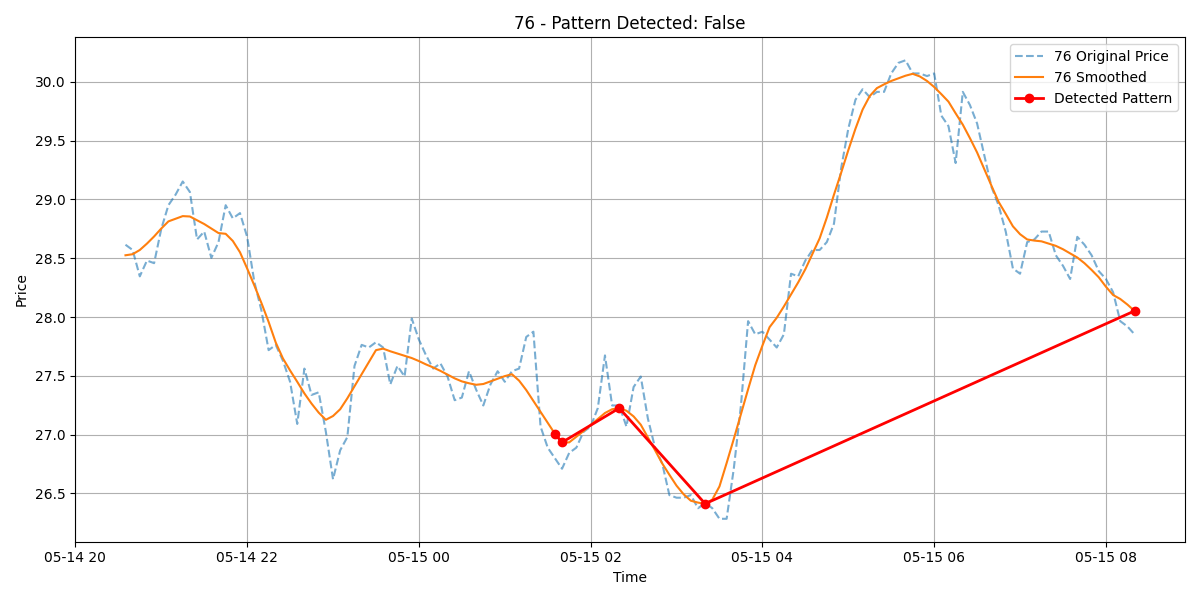 76 - Pattern Detected: False
76 Original Price
76 Smoothed
Detected Pattern
Price
30.0
29.5
29.0
28.5
28.0
27.5
27.0
26.5
05-14 20
05-14 22
05-15 00
05-15 02
05-15 04
05-15 06
05-15 08
Time